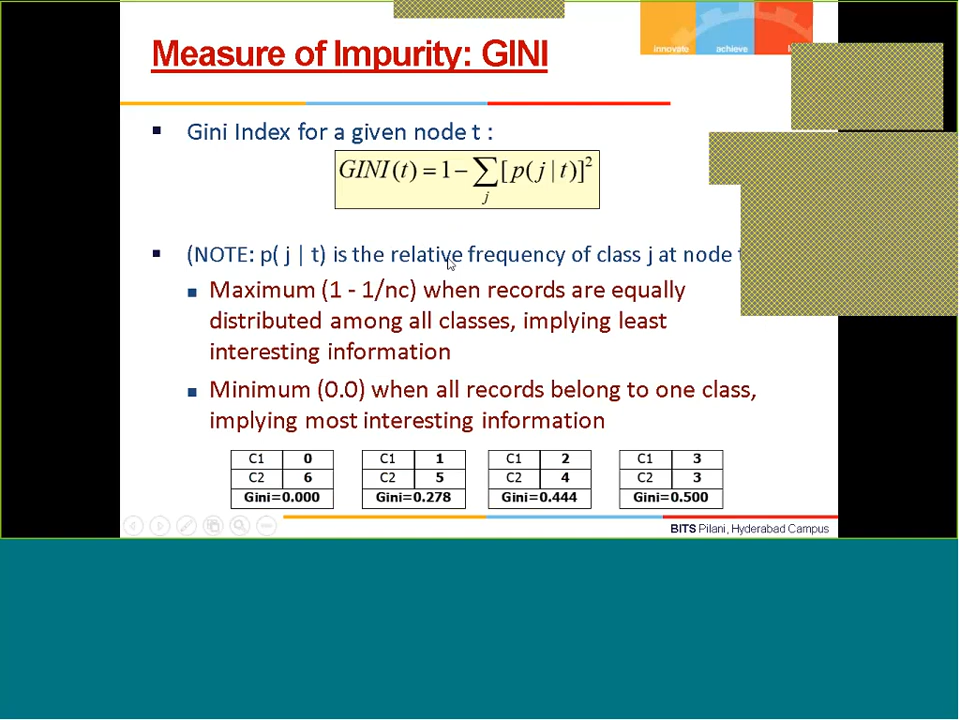 Measure of Impurity: GINI
innovate achieve
Gini Index for a given node t :
GINI(t) = 1 − ∑ [p(j | t)]²
j
(NOTE: p( j | t) is the relative frequency of class j at node t
Maximum (1 - 1/nc) when records are equally
distributed among all classes, implying least
interesting information
Minimum (0.0) when all records belong to one class,
implying most interesting information
C1 0 C1 1 C1 2 C1 3
C2 6 C2 5 C2 4 C2 3
Gini=0.000 Gini=0.278 Gini=0.444 Gini=0.500
BITS Pilani, Hyderabad Campus